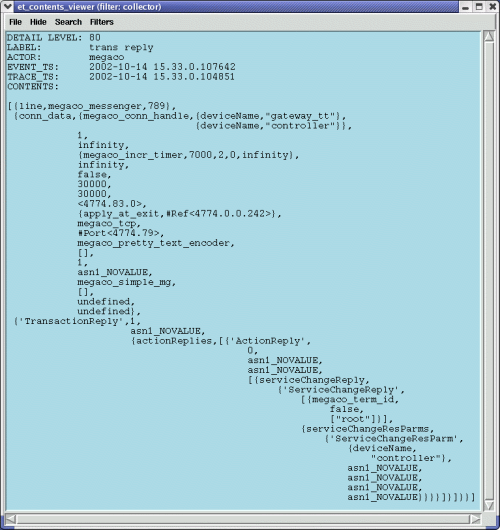 et_contents_viewer (filter: collector)
File Hide Search Filters
DETAIL LEVEL: 80
LABEL: trans reply
ACTOR: megaco
EVENT_TS: 2002-10-14 15.33.0.107642
TRACE_TS: 2002-10-14 15.33.0.104851
CONTENTS:
[{line,megaco_messenger,789},
{conn_data,{megaco_conn_handle,{deviceName,"gateway_tt"},
{deviceName,"controller"}},
1,
infinity,
{megaco_incr_timer,7000,2,0,infinity},
infinity,
false,
30000,
30000,
<4774.83.0>,
{apply_at_exit,#Ref<4774.0.0.242>},
megaco_tcp,
#Port<4774.79>,
megaco_pretty_text_encoder,
[],
1,
asn1_NOVALUE,
megaco_simple_mg,
[],
undefined,
undefined},
{'TransactionReply',1,
asn1_NOVALUE,
{actionReplies,[{'ActionReply',
0,
asn1_NOVALUE,
asn1_NOVALUE,
[{serviceChangeReply,
{'ServiceChangeReply',
[{megaco_term_id,
false,
["root"]}],
{serviceChangeResParms,
{'ServiceChangeResParm',
{deviceName,
"controller"},
asn1_NOVALUE,
asn1_NOVALUE,
asn1_NOVALUE,
asn1_NOVALUE}}}}]}]}}]